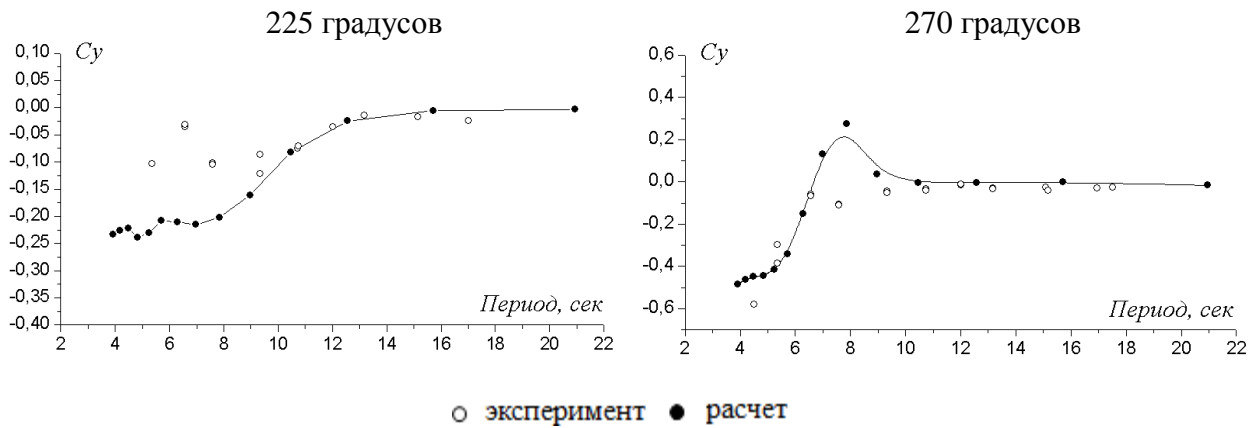 225 градусов
270 градусов
0,10
0,05
0,00
-0,05
-0,10
-0,15
-0,20
-0,25
-0,30
-0,35
-0,40
Cy
Период, сек
2 4 6 8 10 12 14 16 18 20 22
0,6
0,4
0,2
0,0
-0,2
-0,4
-0,6
Cy
Период, сек
2 4 6 8 10 12 14 16 18 20 22
эксперимент расчет